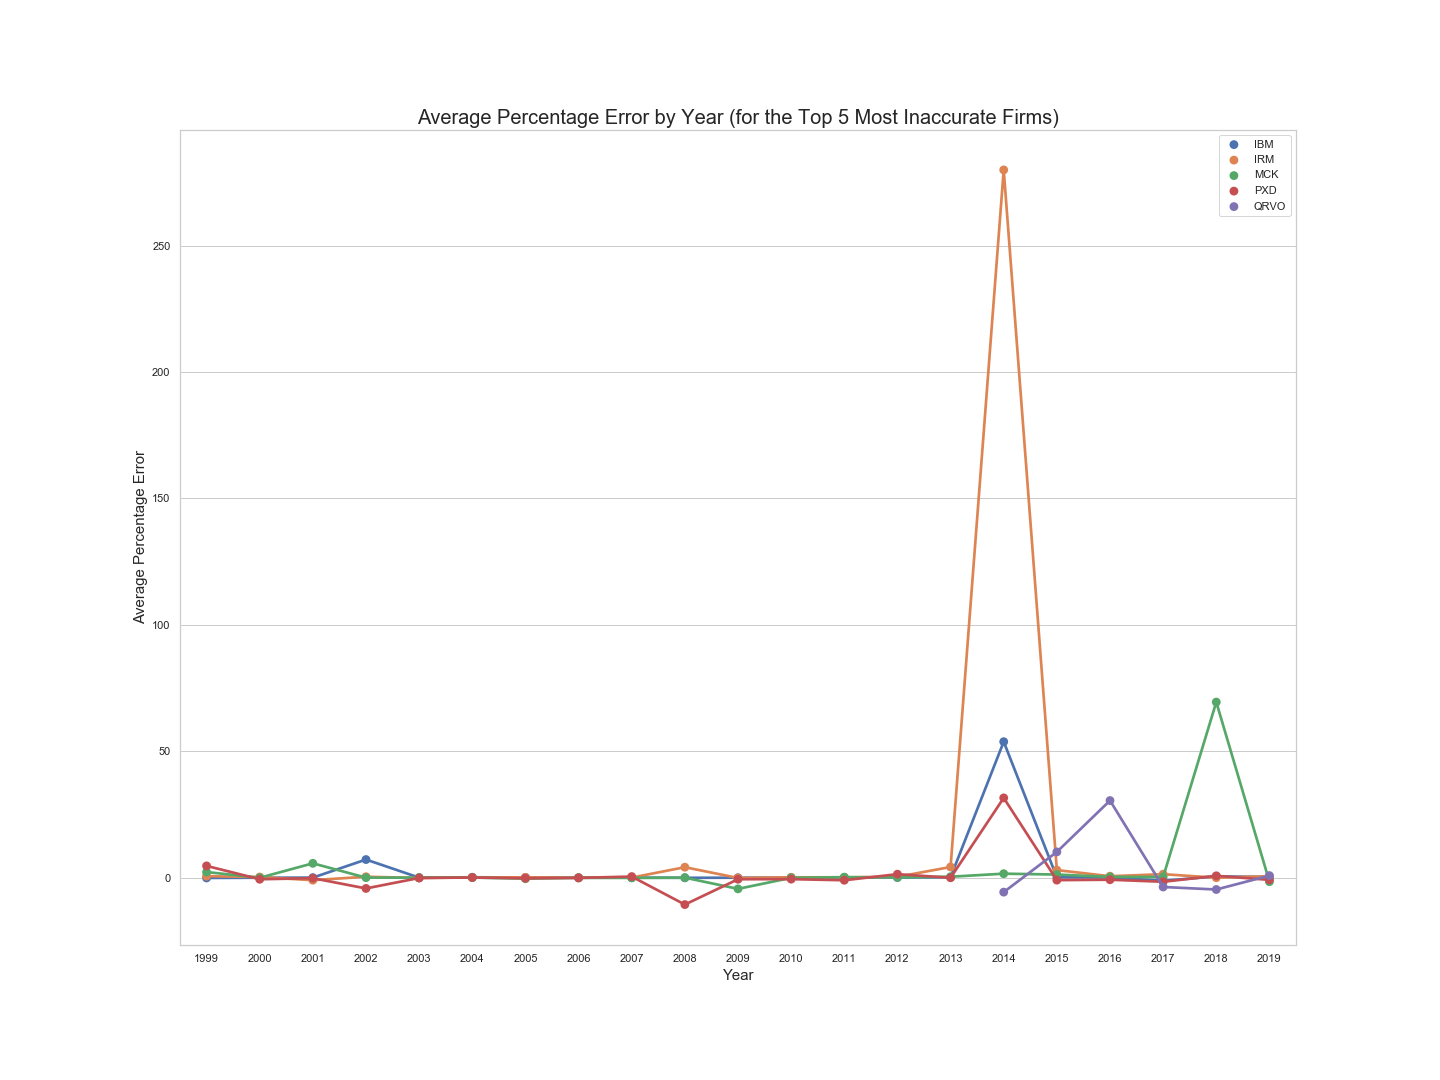 Average Percentage Error by Year (for the Top 5 Most Inaccurate Firms)
IBM
IRM
MCK
PXD
QRVO
Average Percentage Error
250
200
150
100
50
0
1999 2000 2001 2002 2003 2004 2005 2006 2007 2008 2009 2010 2011 2012 2013 2014 2015 2016 2017 2018 2019
Year